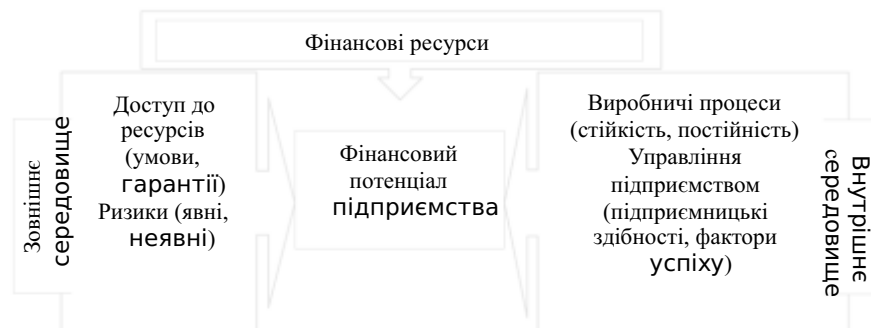 Фінансові ресурси
Зовнішнє
середовище
Доступ до
ресурсів
(умови,
гарантії)
Ризики (явні,
неявні)
Фінансовий
потенціал
підприємства
Виробничі процеси
(стійкість, постійність)
Управління
підприємством
(підприємницькі
здібності, фактори
успіху)
Внутрішнє
середовище